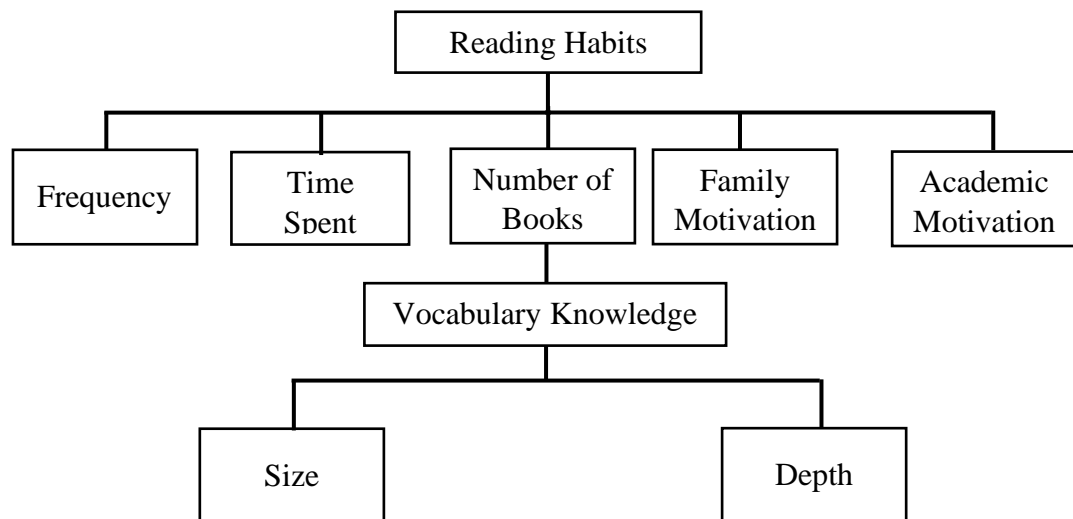 Reading Habits
Frequency
Time
Spent
Number of
Books
Family
Motivation
Academic
Motivation
Vocabulary Knowledge
Size
Depth